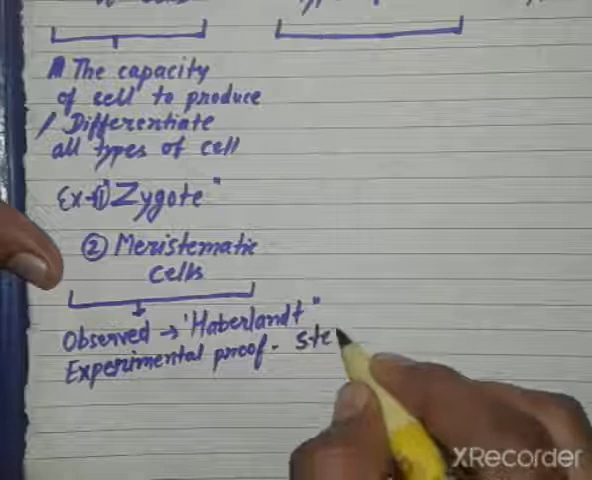 The capacity
of cell to produce
/ Differentiate
all types of cell
Ex-① "Zygote"
② Meristematic
Cells
Observed → 'Haberlandt"
Experimental proof. Ste
XRecorder